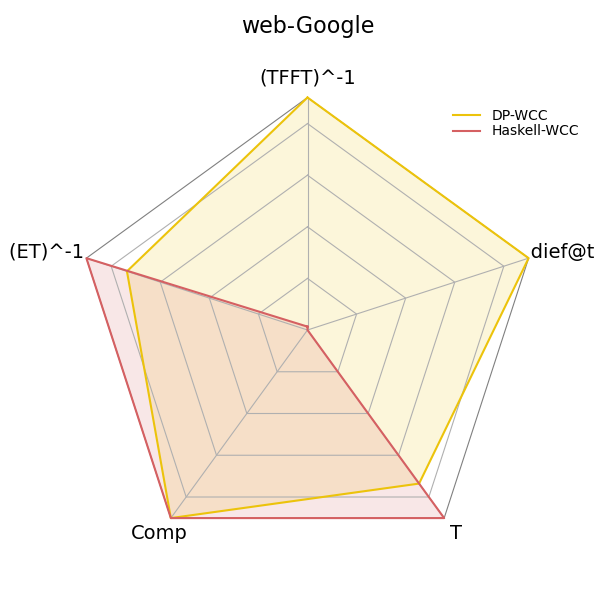 web-Google
(TFFT)^-1
DP-WCC
Haskell-WCC
(ET)^-1
dief@t
Comp
T